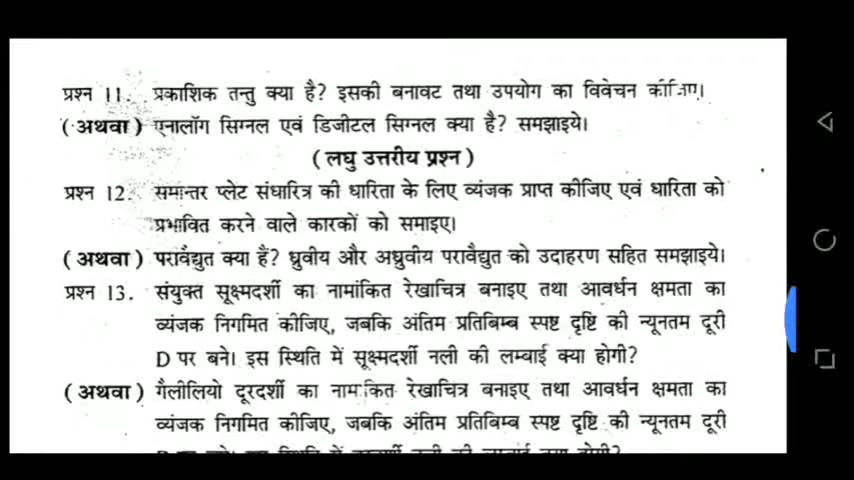 प्रश्न 11. प्रकाशिक तन्तु क्या है? इसकी बनावट तथा उपयोग का विवेचन कीजिए।
(अथवा) एनालॉग सिग्नल एवं डिजीटल सिग्नल क्या है? समझाइये।
(लघु उत्तरीय प्रश्न)
प्रश्न 12. समान्तर प्लेट संधारित्र की धारिता के लिए व्यंजक प्राप्त कीजिए एवं धारिता को
प्रभावित करने वाले कारकों को समाइए।
(अथवा) परावैद्युत क्या है? ध्रुवीय और अध्रुवीय परावैद्युत को उदाहरण सहित समझाइये।
प्रश्न 13. संयुक्त सूक्ष्मदर्शी का नामांकित रेखाचित्र बनाइए तथा आवर्धन क्षमता का
व्यंजक निगमित कीजिए, जबकि अंतिम प्रतिबिम्ब स्पष्ट दृष्टि की न्यूनतम दूरी
D पर बने। इस स्थिति में सूक्ष्मदर्शी नली की लम्बाई क्या होगी?
(अथवा) गैलीलियो दूरदर्शी का नामांकित रेखाचित्र बनाइए तथा आवर्धन क्षमता का
व्यंजक निगमित कीजिए, जबकि अंतिम प्रतिबिम्ब स्पष्ट दृष्टि की न्यूनतम दूरी